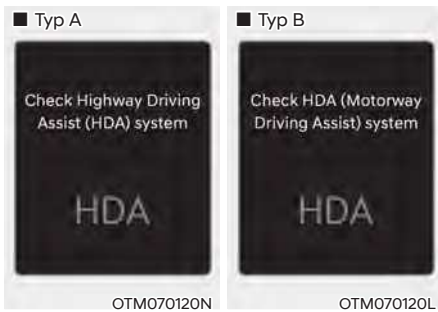 ■ Typ A
Check Highway Driving
Assist (HDA) system
HDA
OTM070120N
■ Typ B
Check HDA (Motorway
Driving Assist) system
HDA
OTM070120L